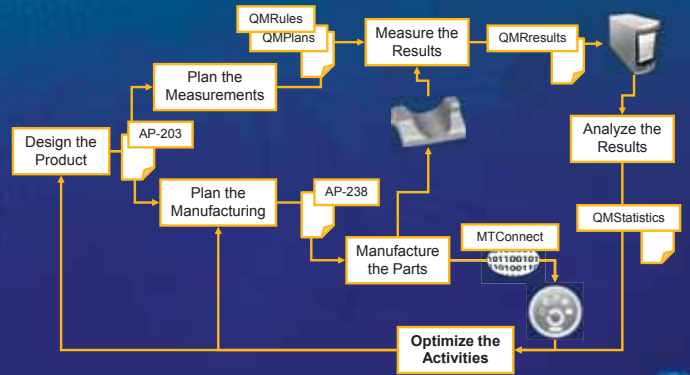 QMRules
QMPlans
Measure the
Results
QMRresults
Plan the
Measurements
Design the
Product
AP-203
Analyze the
Results
Plan the
Manufacturing
AP-238
QMStatistics
MTConnect
Manufacture
the Parts
Optimize the
Activities